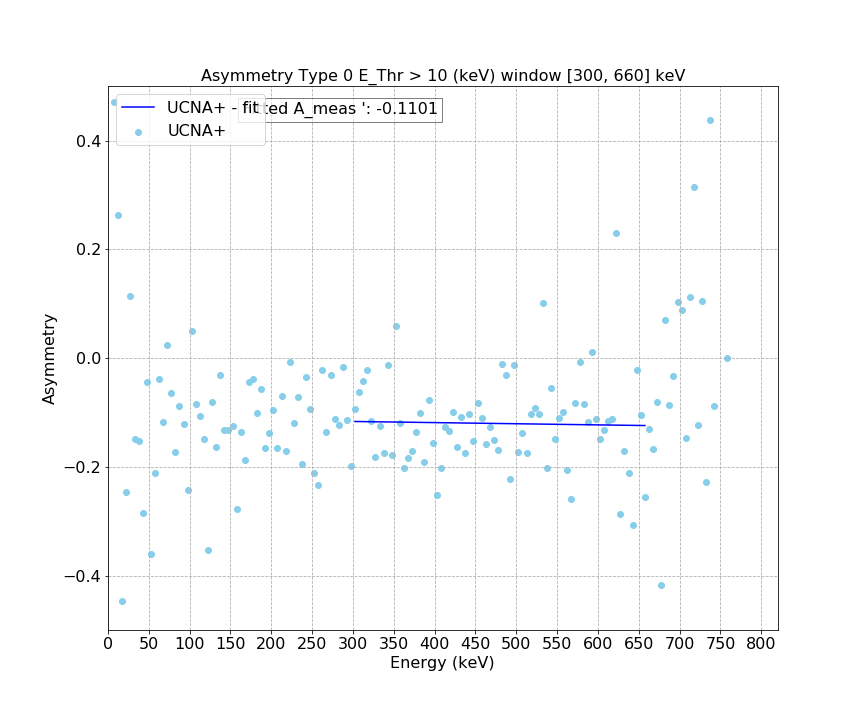 Asymmetry Type 0 E_Thr > 10 (keV) window [300, 660] keV
UCNA+ - fit
ted A_meas ': -0.1101
UCNA+
0.4
0.2
0.0
−0.2
−0.4
Asymmetry
0 50 100 150 200 250 300 350 400 450 500 550 600 650 700 750 800
Energy (keV)